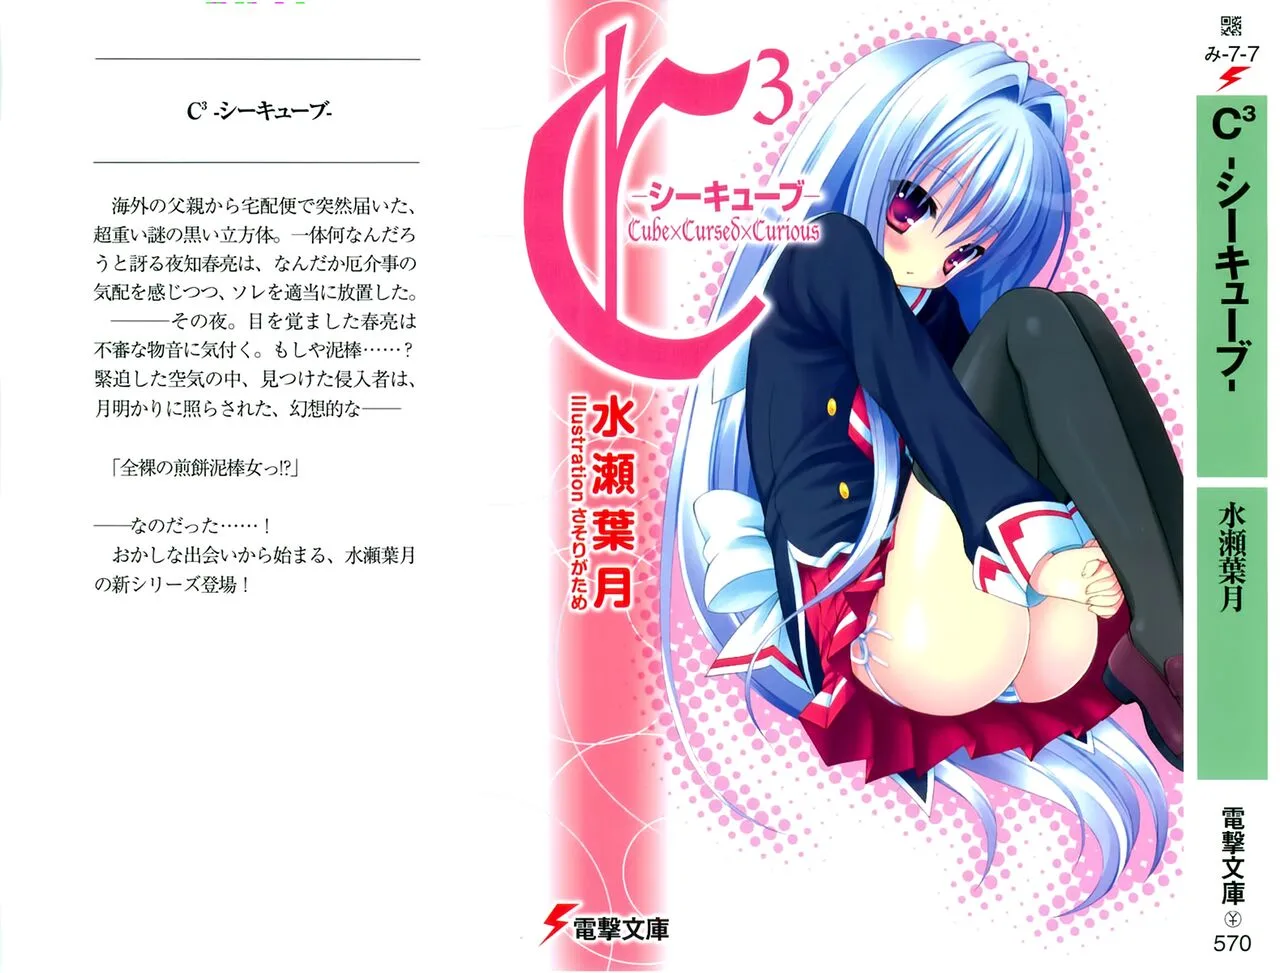 C³ -シーキューブ-
海外の父親から宅配便で突然届いた、
超重い謎の黒い立方体。一体何なんだろ
うと訝る夜知春亮は、なんだか厄介事の
気配を感じつつ、ソレを適当に放置した。
―――その夜。目を覚ました春亮は
不審な物音に気付く。もしや泥棒……?
緊迫した空気の中、見つけた侵入者は、
月明かりに照らされた、幻想的な――
「全裸の煎餅泥棒女っ!?」
――なのだった……!
おかしな出会いから始まる、水瀬葉月
の新シリーズ登場!
C³
-シーキューブ-
Cube×Cursed×Curious
水瀬葉月
Illustration さそりがため
電撃文庫
み-7-7
C³ -シーキューブ-
水瀬葉月
電撃文庫
¥
570